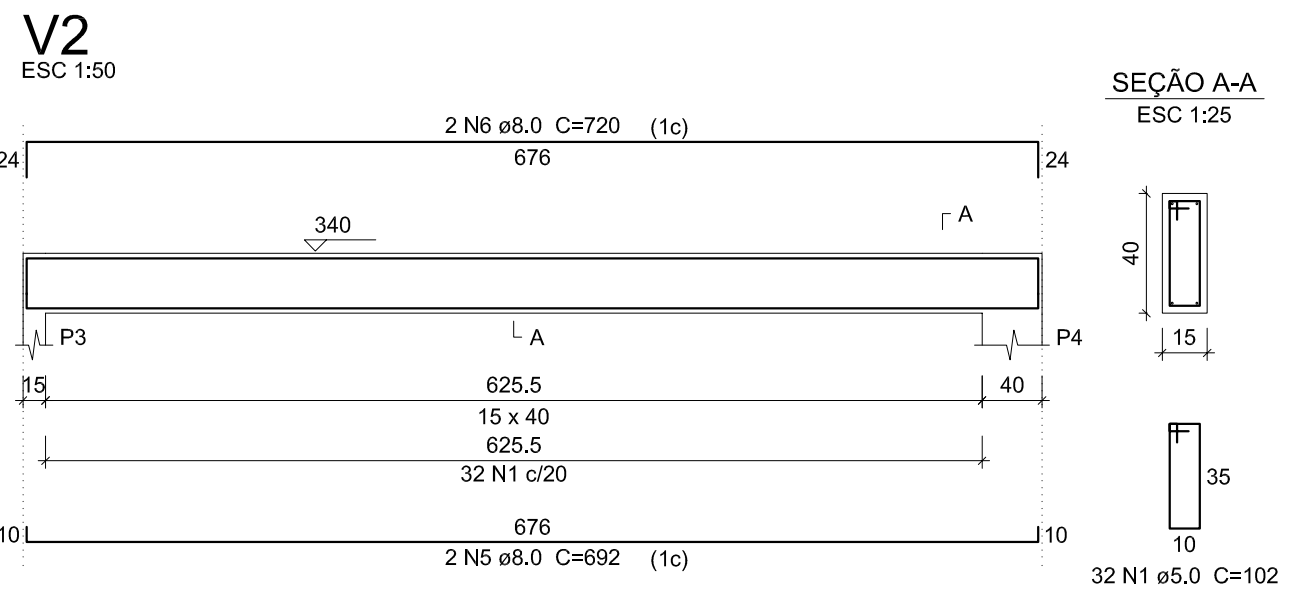 V2
ESC 1:50
SEÇÃO A-A
ESC 1:25
2 N6 ø8.0 C=720 (1c)
24
676
24
340
A
A
P3
P4
40
15
15
625.5
40
15 x 40
625.5
32 N1 c/20
10
676
10
2 N5 ø8.0 C=692 (1c)
35
10
32 N1 ø5.0 C=102